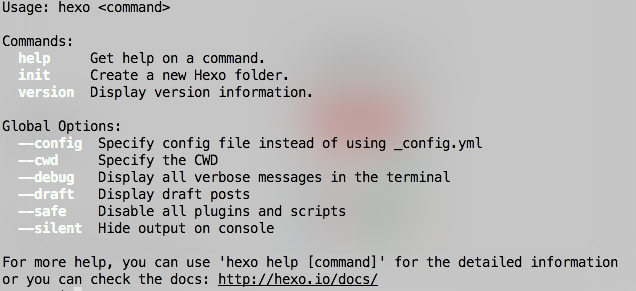 Usage: hexo <command>
Commands:
help Get help on a command.
init Create a new Hexo folder.
version Display version information.
Global Options:
--config Specify config file instead of using _config.yml
--cwd Specify the CWD
--debug Display all verbose messages in the terminal
--draft Display draft posts
--safe Disable all plugins and scripts
--silent Hide output on console
For more help, you can use 'hexo help [command]' for the detailed information
or you can check the docs: http://hexo.io/docs/